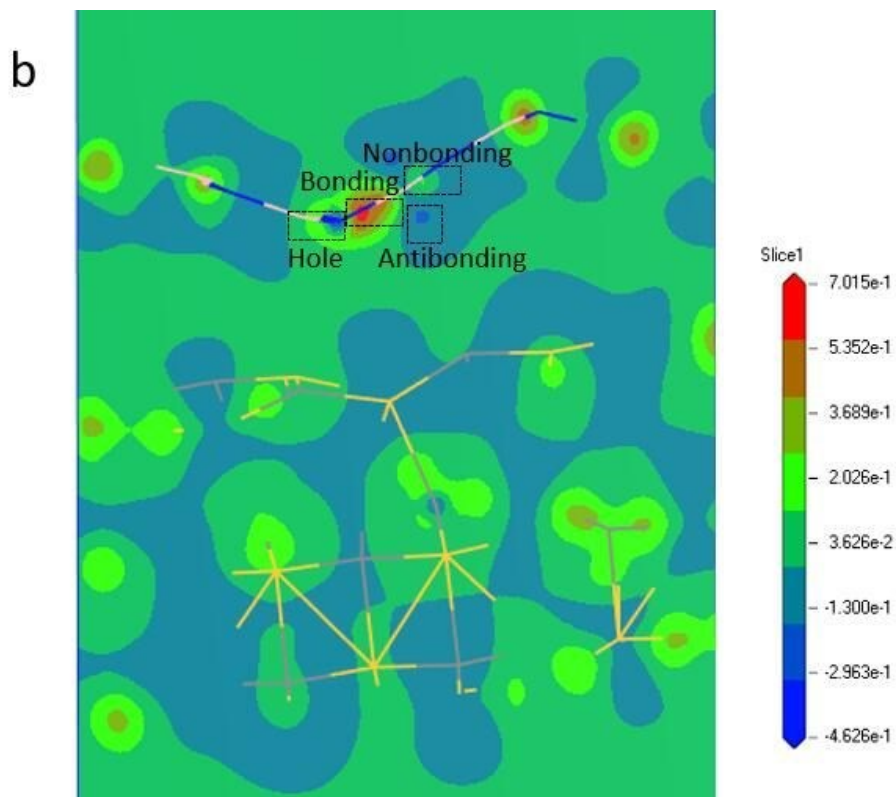 b
Nonbonding
Bonding
Hole
Antibonding
Slice1
7.015e-1
5.352e-1
3.689e-1
2.026e-1
3.626e-2
-1.300e-1
-2.963e-1
-4.626e-1